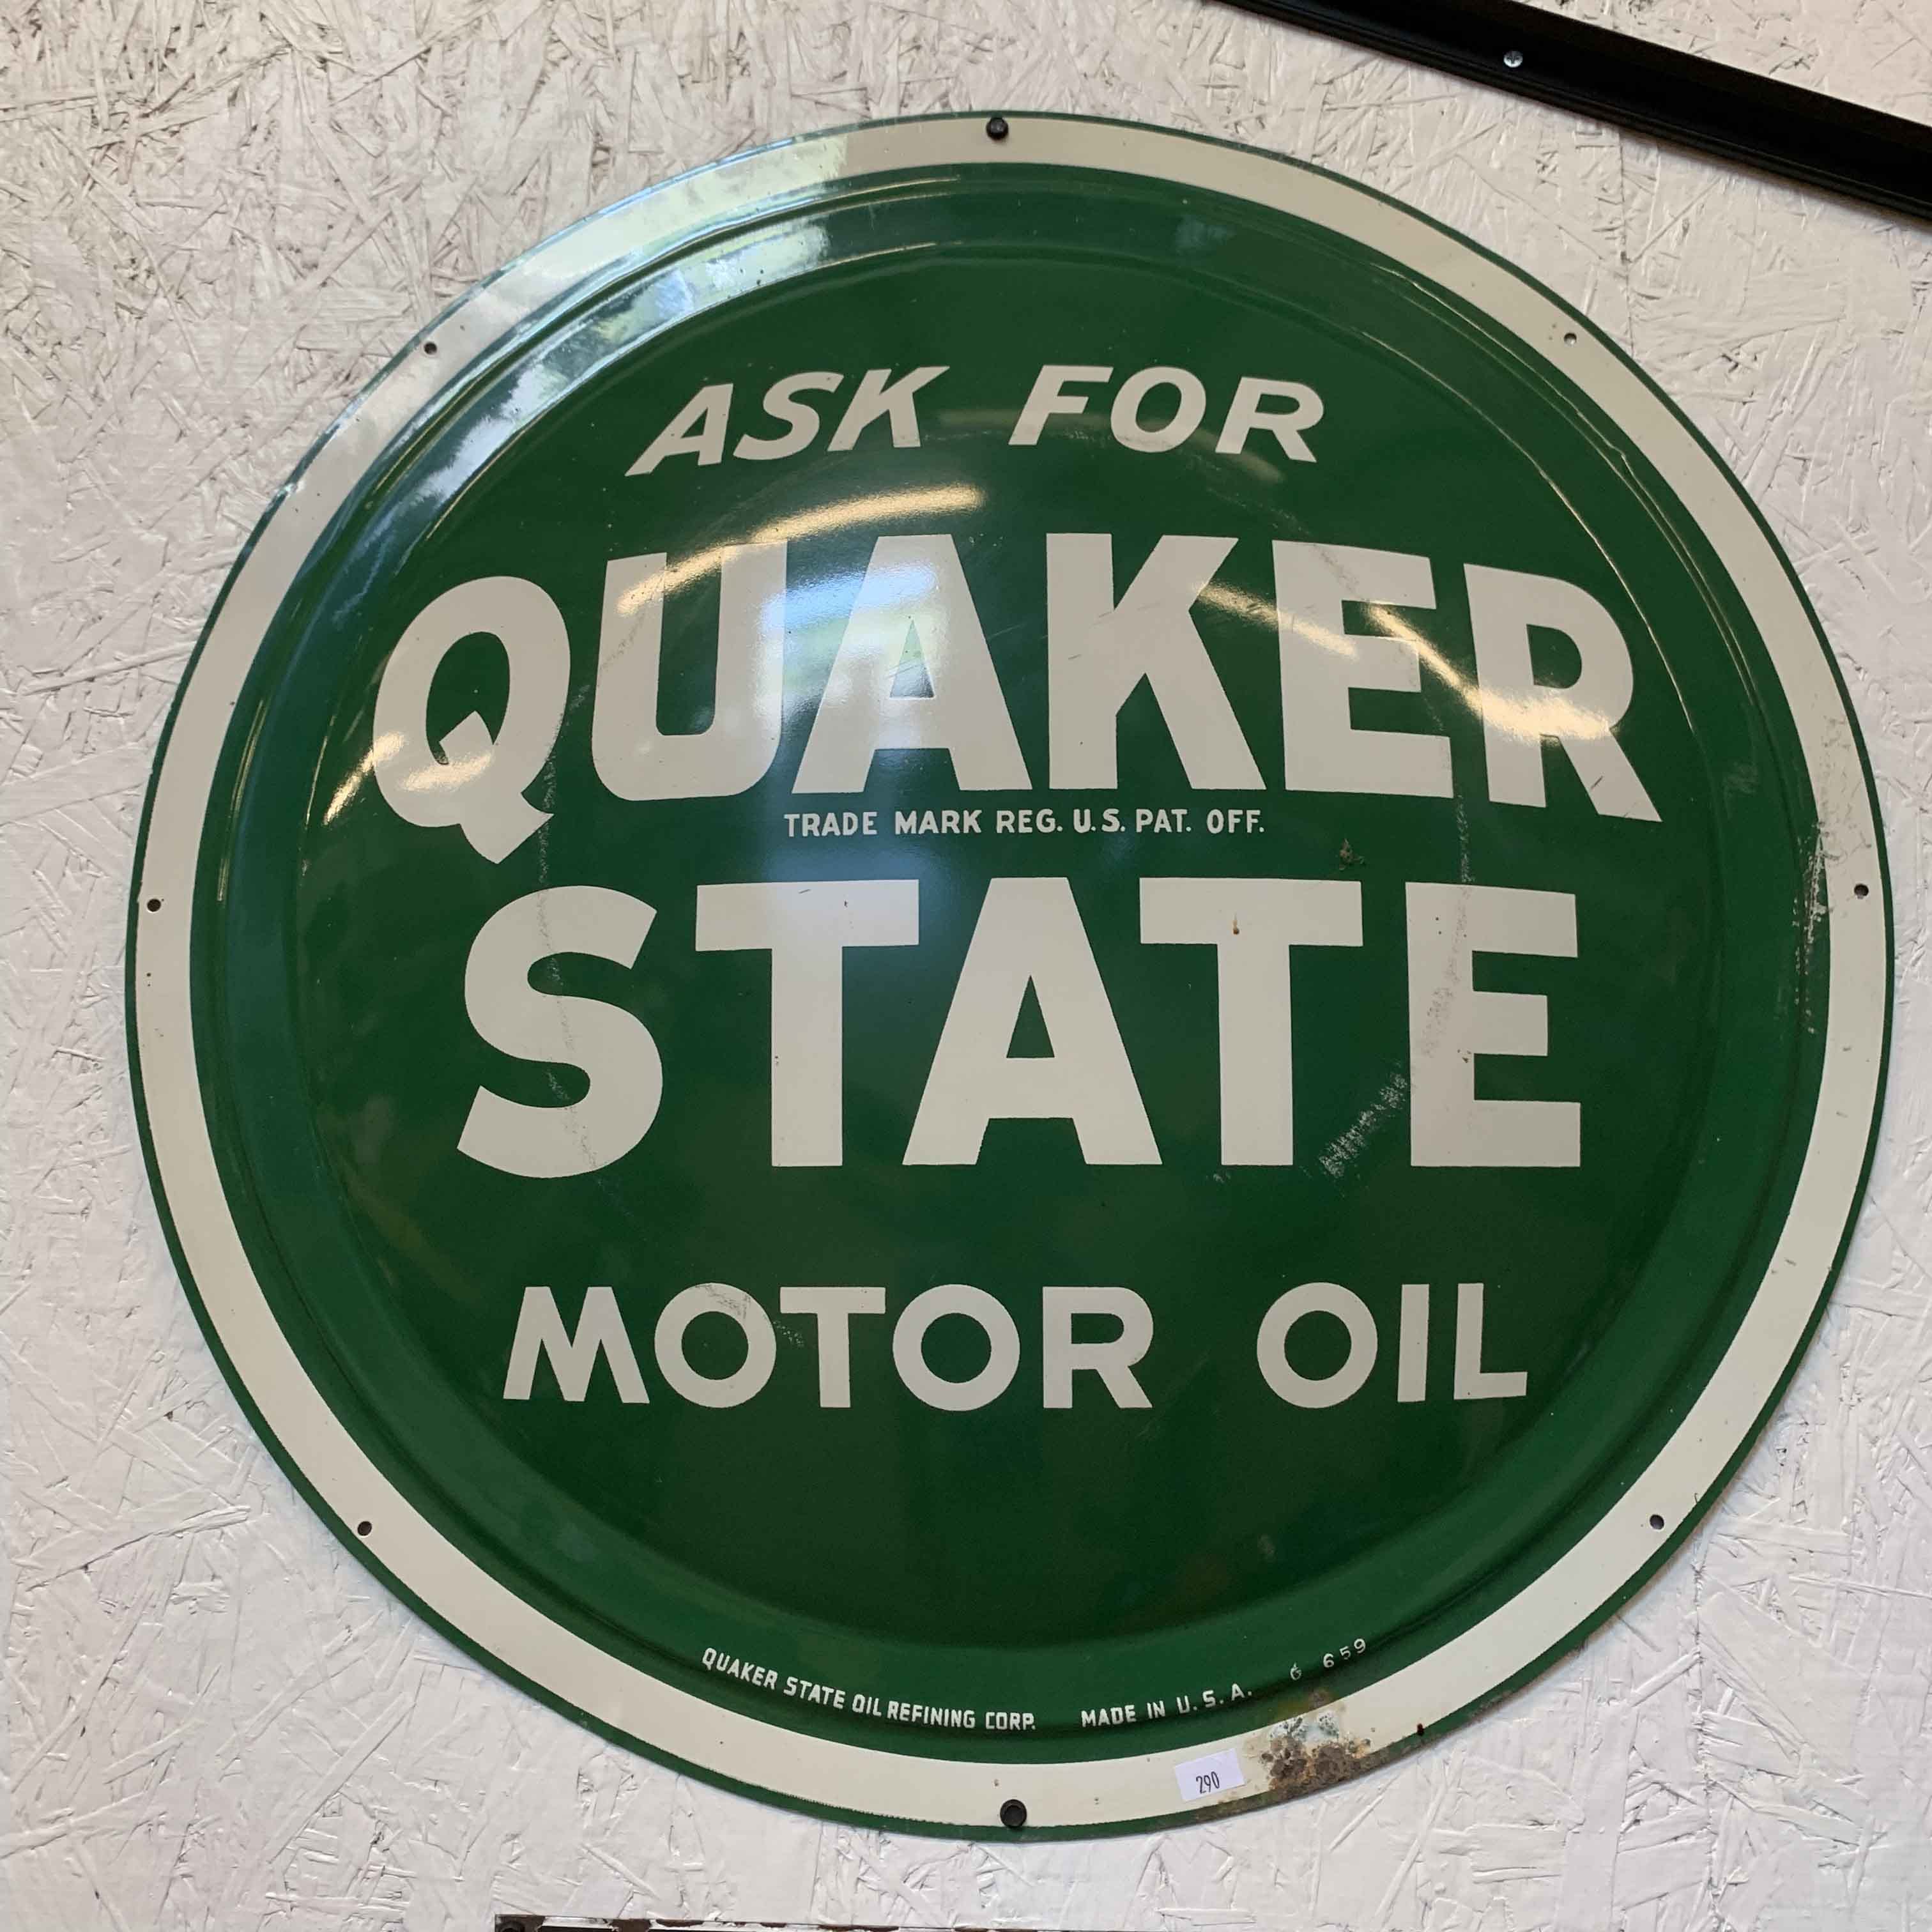 ASK FOR
QUAKER
TRADE MARK REG. U.S. PAT. OFF.
STATE
MOTOR OIL
QUAKER STATE OIL REFINING CORP. MADE IN U.S.A. G 659
290